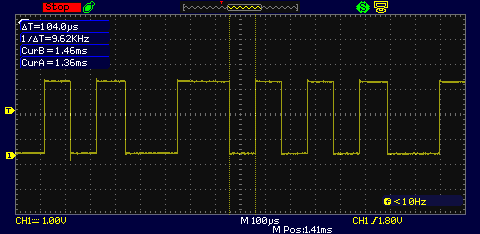 Stop
ΔT=104.0μs
1/ΔT=9.62KHz
CurB=1.46ms
CurA=1.36ms
T
1
f <10Hz
CH1 1.00V M 100μs CH1 /1.80V
M Pos:1.41ms